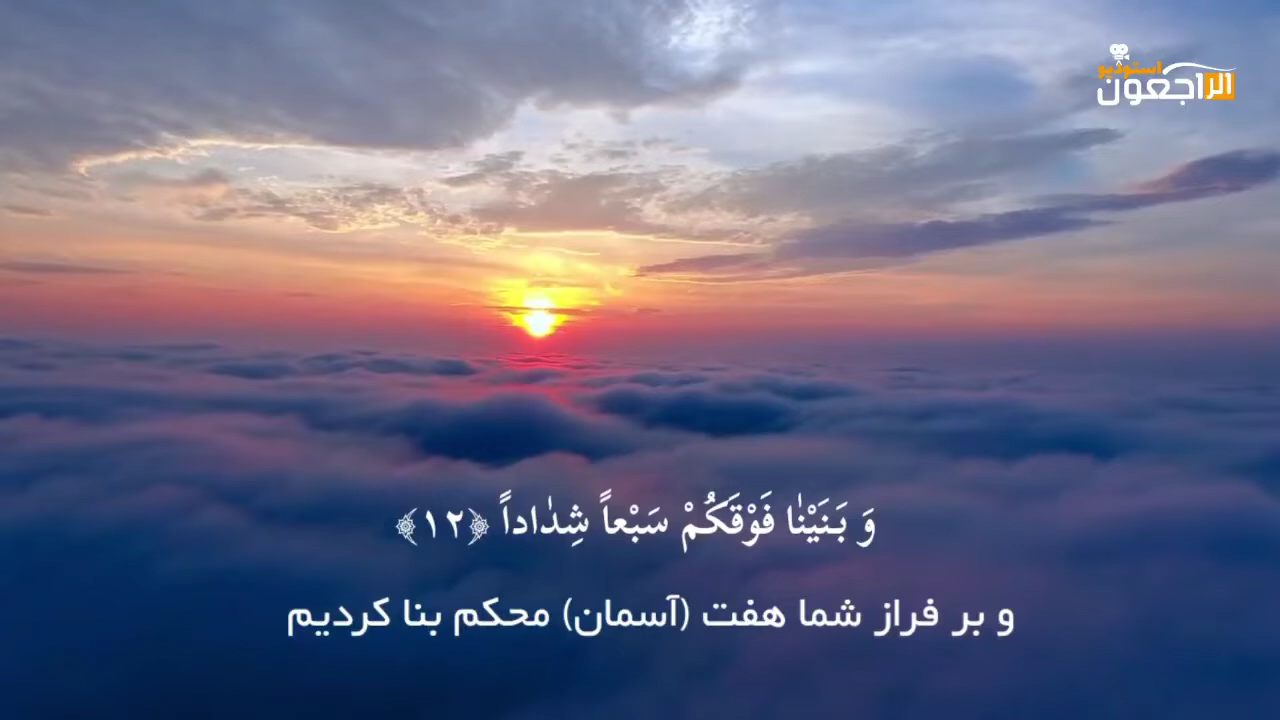 استودیو
الراجعون
وَ بَنَيْنٰا فَوْقَكُمْ سَبْعاً شِدٰاداً ﴿١٢﴾
و بر فراز شما هفت (آسمان) محکم بنا کردیم